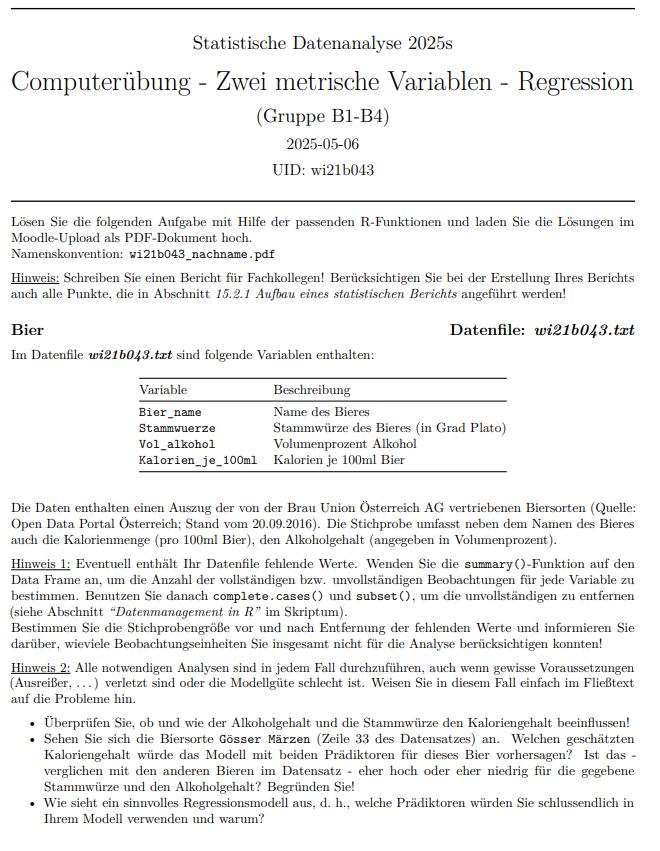 Statistische Datenanalyse 2025s
Computerübung - Zwei metrische Variablen - Regression
(Gruppe B1-B4)
2025-05-06
UID: wi21b043
Lösen Sie die folgenden Aufgabe mit Hilfe der passenden R-Funktionen und laden Sie die Lösungen im
Moodle-Upload als PDF-Dokument hoch.
Namenskonvention: wi21b043_nachname.pdf
Hinweis: Schreiben Sie einen Bericht für Fachkollegen! Berücksichtigen Sie bei der Erstellung Ihres Berichts
auch alle Punkte, die in Abschnitt 15.2.1 Aufbau eines statistischen Berichts angeführt werden!
Bier Datenfile: wi21b043.txt
Im Datenfile wi21b043.txt sind folgende Variablen enthalten:
Variable Beschreibung
Bier_name Name des Bieres
Stammwuerze Stammwürze des Bieres (in Grad Plato)
Vol_alkohol Volumenprozent Alkohol
Kalorien_je_100ml Kalorien je 100ml Bier
Die Daten enthalten einen Auszug der von der Brau Union Österreich AG vertriebenen Biersorten (Quelle:
Open Data Portal Österreich; Stand vom 20.09.2016). Die Stichprobe umfasst neben dem Namen des Bieres
auch die Kalorienmenge (pro 100ml Bier), den Alkoholgehalt (angegeben in Volumenprozent).
Hinweis 1: Eventuell enthält Ihr Datenfile fehlende Werte. Wenden Sie die summary()-Funktion auf den
Data Frame an, um die Anzahl der vollständigen bzw. unvollständigen Beobachtungen für jede Variable zu
bestimmen. Benutzen Sie danach complete.cases() und subset(), um die unvollständigen zu entfernen
(siehe Abschnitt “Datenmanagement in R” im Skriptum).
Bestimmen Sie die Stichprobengröße vor und nach Entfernung der fehlenden Werte und informieren Sie
darüber, wieviele Beobachtungseinheiten Sie insgesamt nicht für die Analyse berücksichtigen konnten!
Hinweis 2: Alle notwendigen Analysen sind in jedem Fall durchzuführen, auch wenn gewisse Voraussetzungen
(Ausreißer, ...) verletzt sind oder die Modellgüte schlecht ist. Weisen Sie in diesem Fall einfach im Fließtext
auf die Probleme hin.
• Überprüfen Sie, ob und wie der Alkoholgehalt und die Stammwürze den Kaloriengehalt beeinflussen!
• Sehen Sie sich die Biersorte Gösser Märzen (Zeile 33 des Datensatzes) an. Welchen geschätzten
Kaloriengehalt würde das Modell mit beiden Prädiktoren für dieses Bier vorhersagen? Ist das -
verglichen mit den anderen Bieren im Datensatz - eher hoch oder eher niedrig für die gegebene
Stammwürze und den Alkoholgehalt? Begründen Sie!
• Wie sieht ein sinnvolles Regressionsmodell aus, d. h., welche Prädiktoren würden Sie schlussendlich in
Ihrem Modell verwenden und warum?